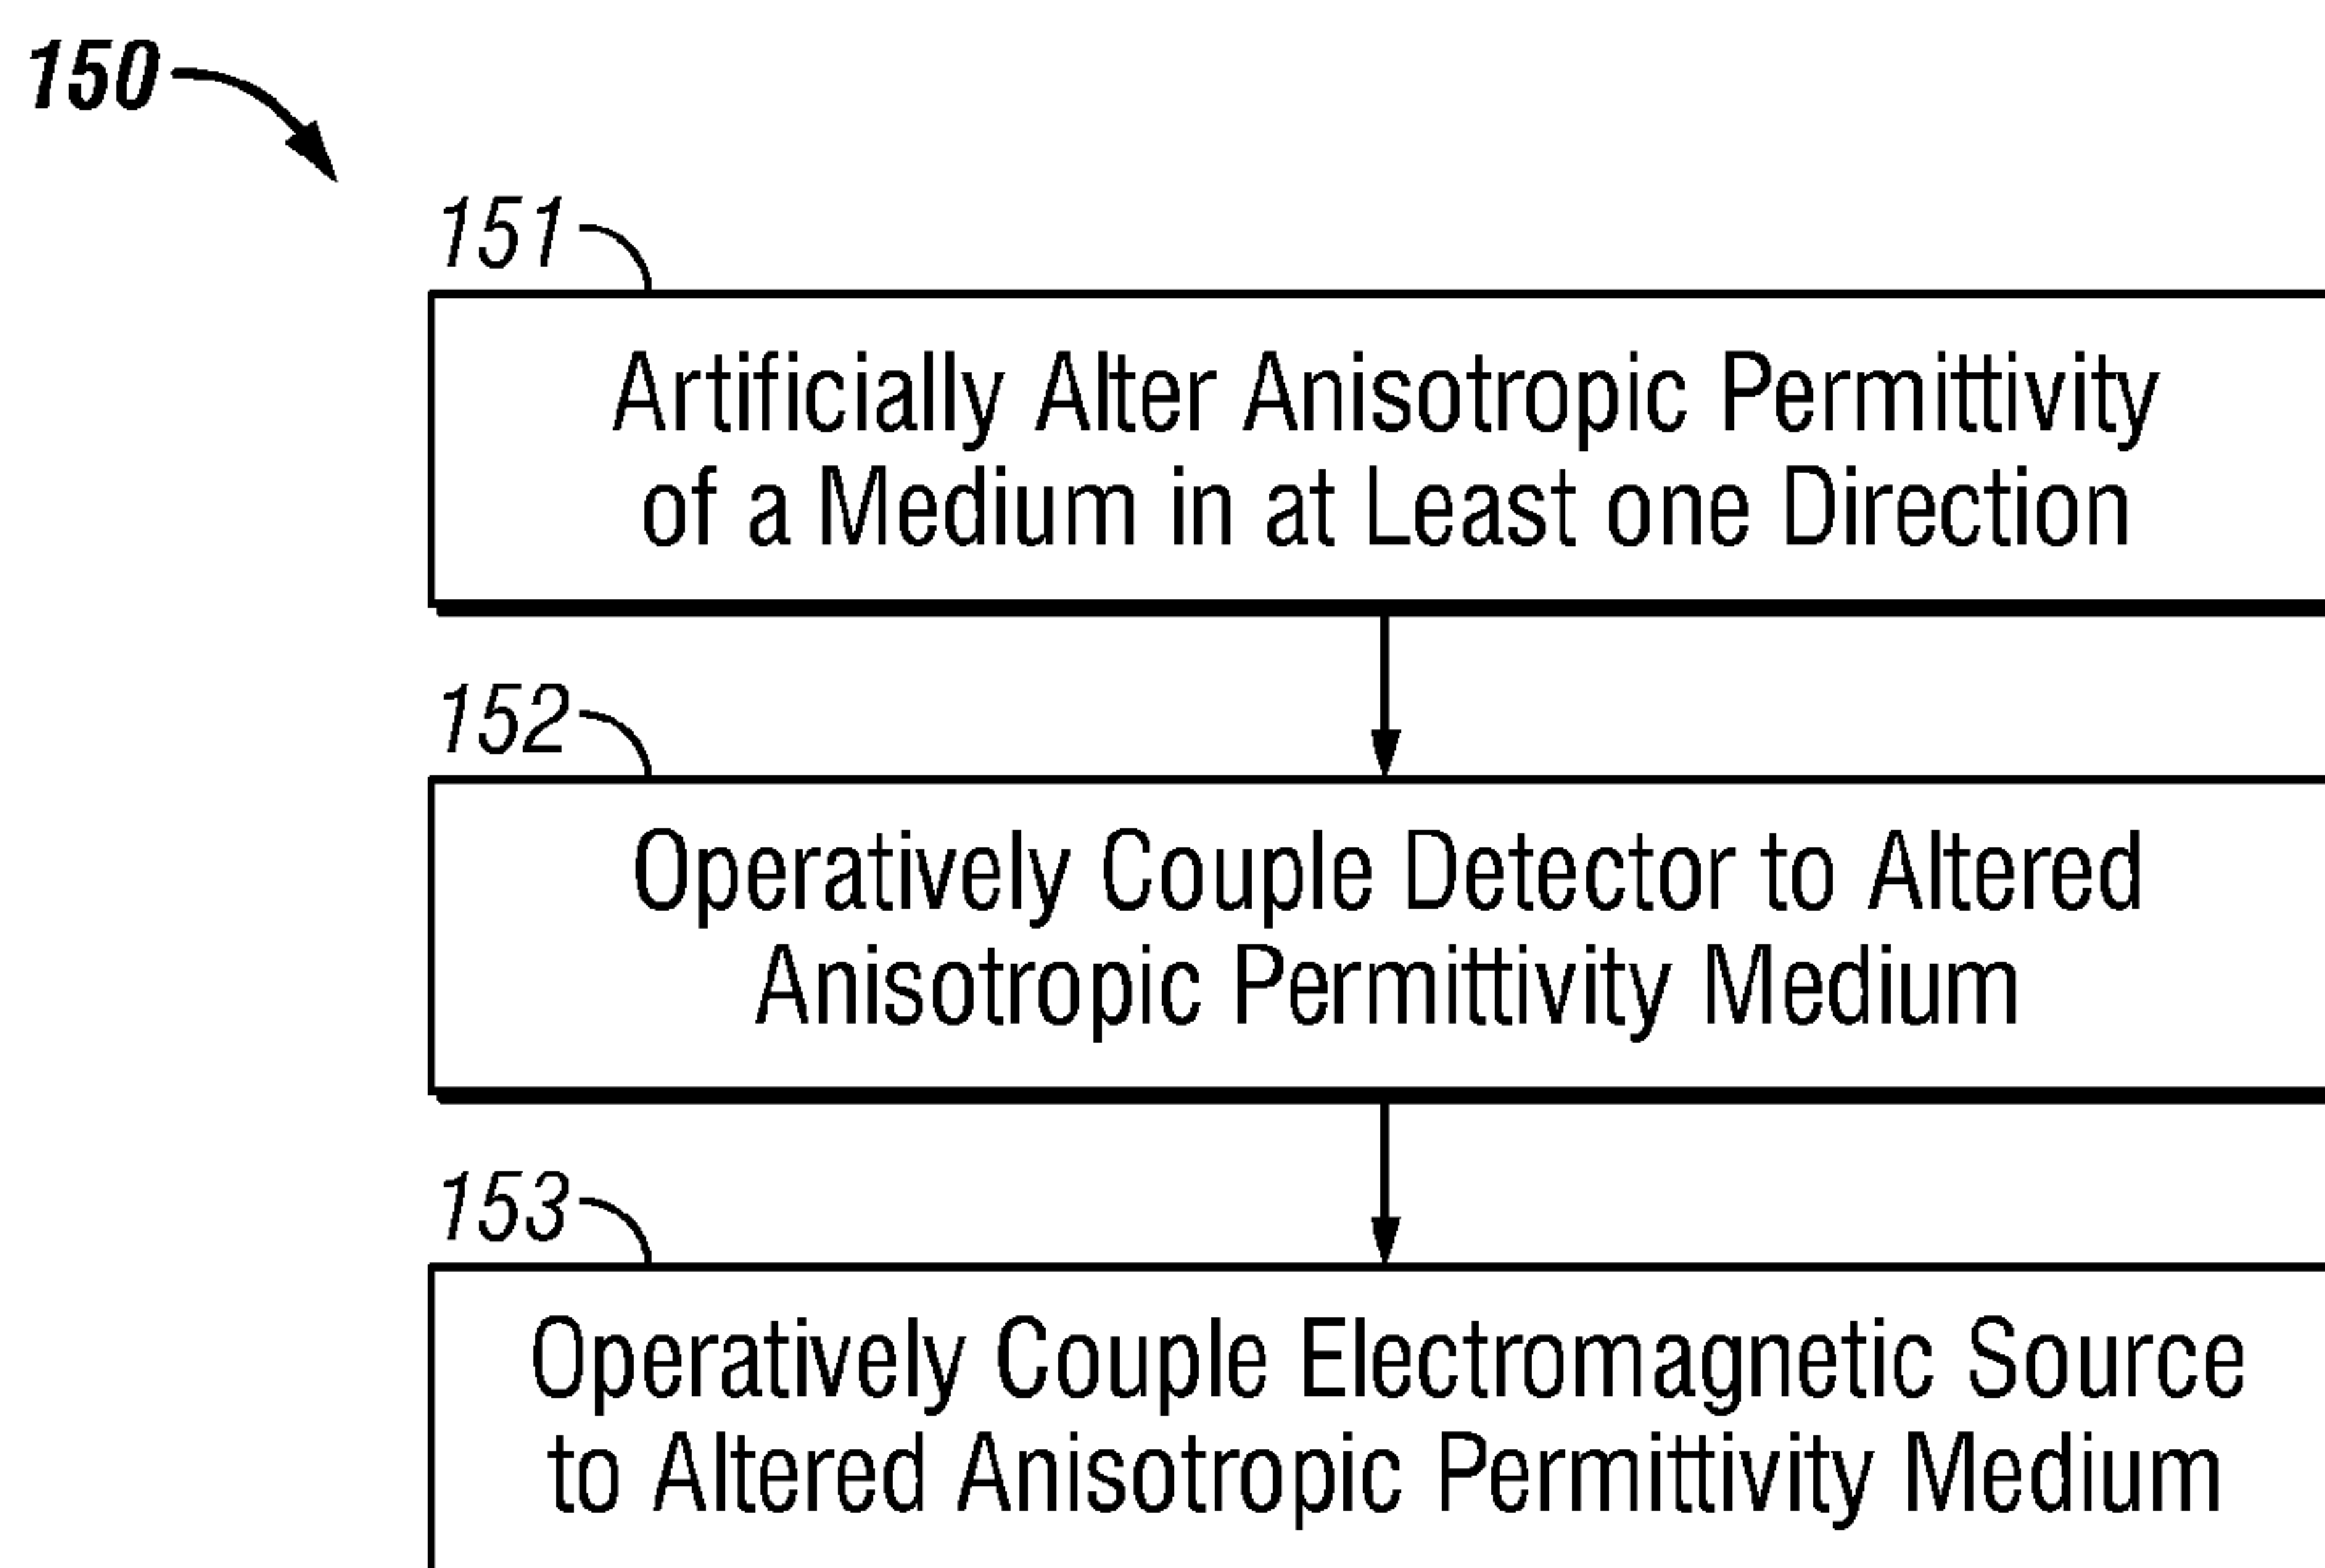 150
151
Artificially Alter Anisotropic Permittivity
of a Medium in at Least one Direction
152
Operatively Couple Detector to Altered
Anisotropic Permittivity Medium
153
Operatively Couple Electromagnetic Source
to Altered Anisotropic Permittivity Medium